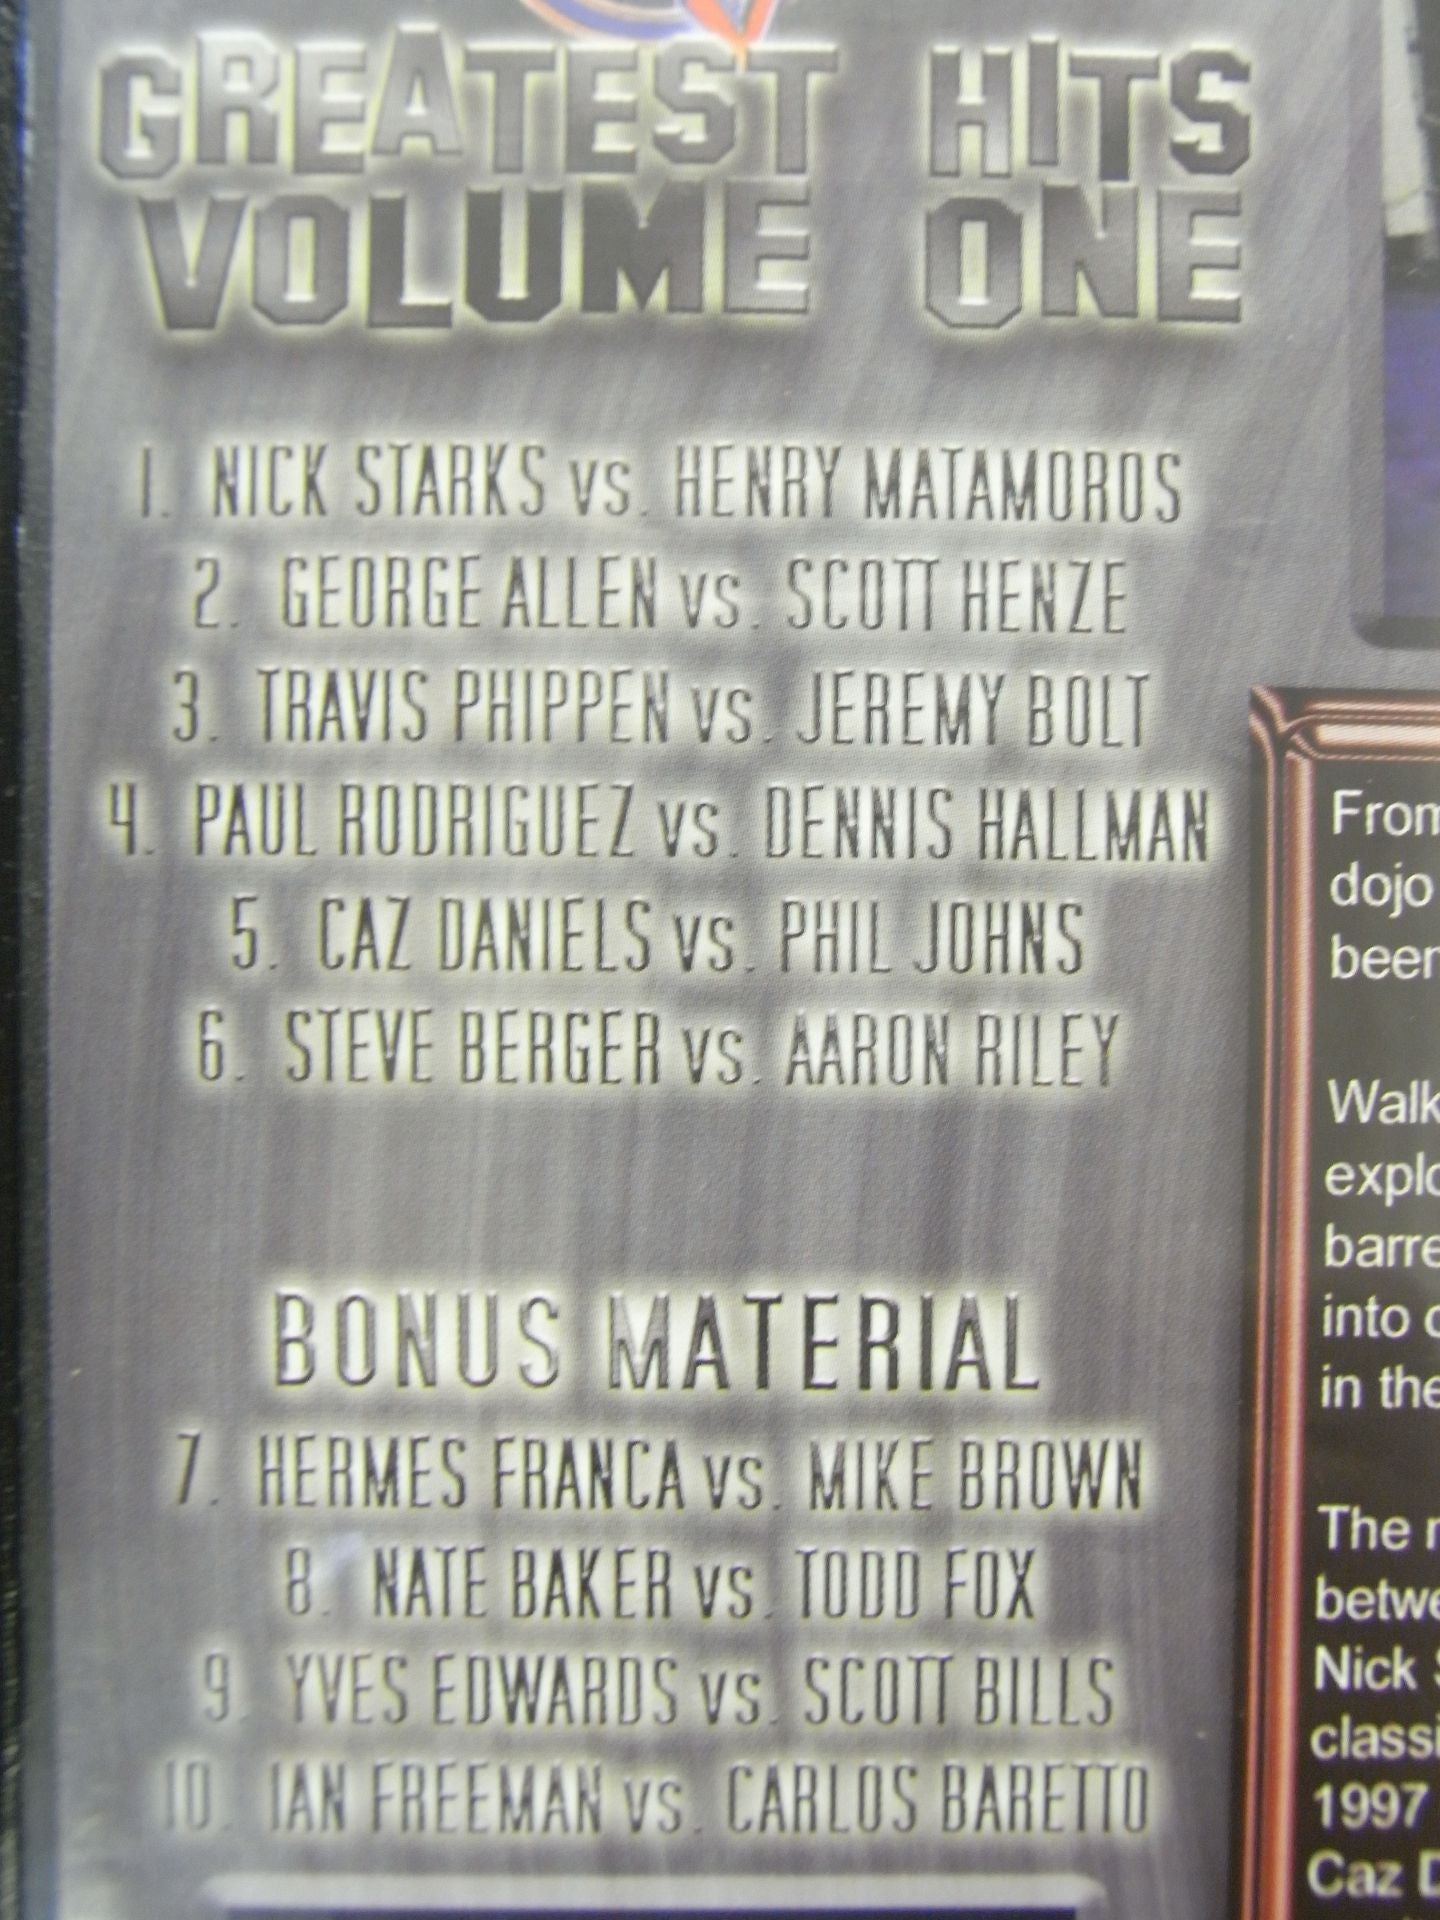 GREATEST HITS
VOLUME ONE
1. NICK STARKS vs. HENRY MATAMOROS
2. GEORGE ALLEN vs. SCOTT HENZE
3. TRAVIS PHIPPEN vs. JEREMY BOLT
4. PAUL RODRIGUEZ vs. DENNIS HALLMAN
5. CAZ DANIELS vs. PHIL JOHNS
6. STEVE BERGER vs. AARON RILEY
BONUS MATERIAL
7. HERMES FRANCA vs. MIKE BROWN
8. NATE BAKER vs. TODD FOX
9. YVES EDWARDS vs. SCOTT BILLS
10. IAN FREEMAN vs. CARLOS BARETTO
From
dojo
been
Walk
explo
barre
into
in the
The
betwe
Nick
classi
1997
Caz